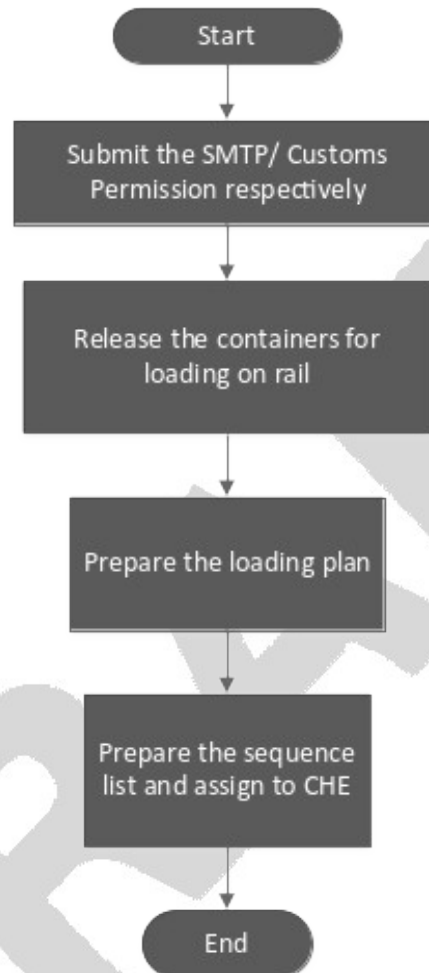 Start
Submit the SMTP/ Customs
Permission respectively
Release the containers for
loading on rail
Prepare the loading plan
Prepare the sequence
list and assign to CHE
End